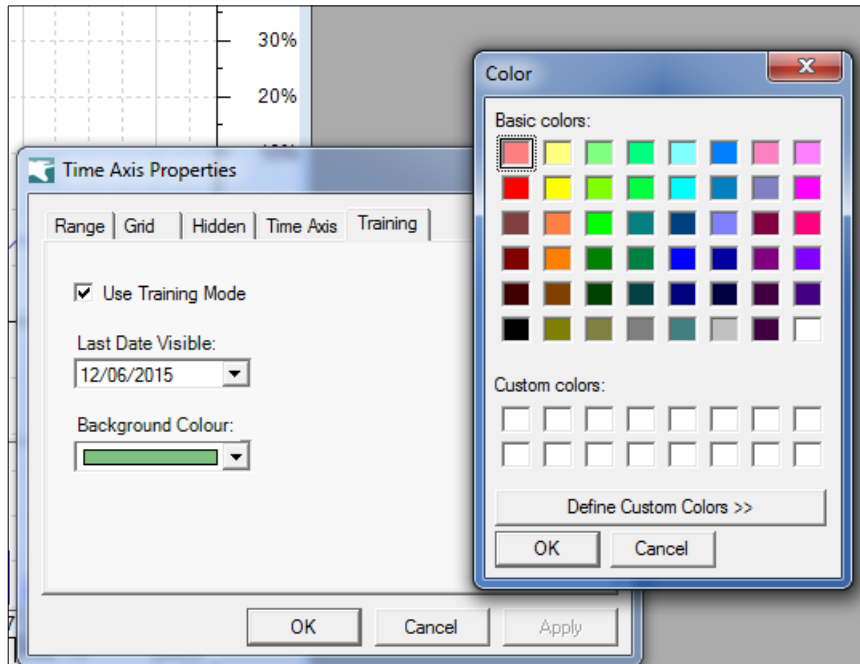 30%
20%
Time Axis Properties
Range Grid Hidden Time Axis Training
Use Training Mode
Last Date Visible:
12/06/2015
Background Colour:
OK Cancel Apply
Color
X
Basic colors:
Custom colors:
Define Custom Colors >>
OK Cancel